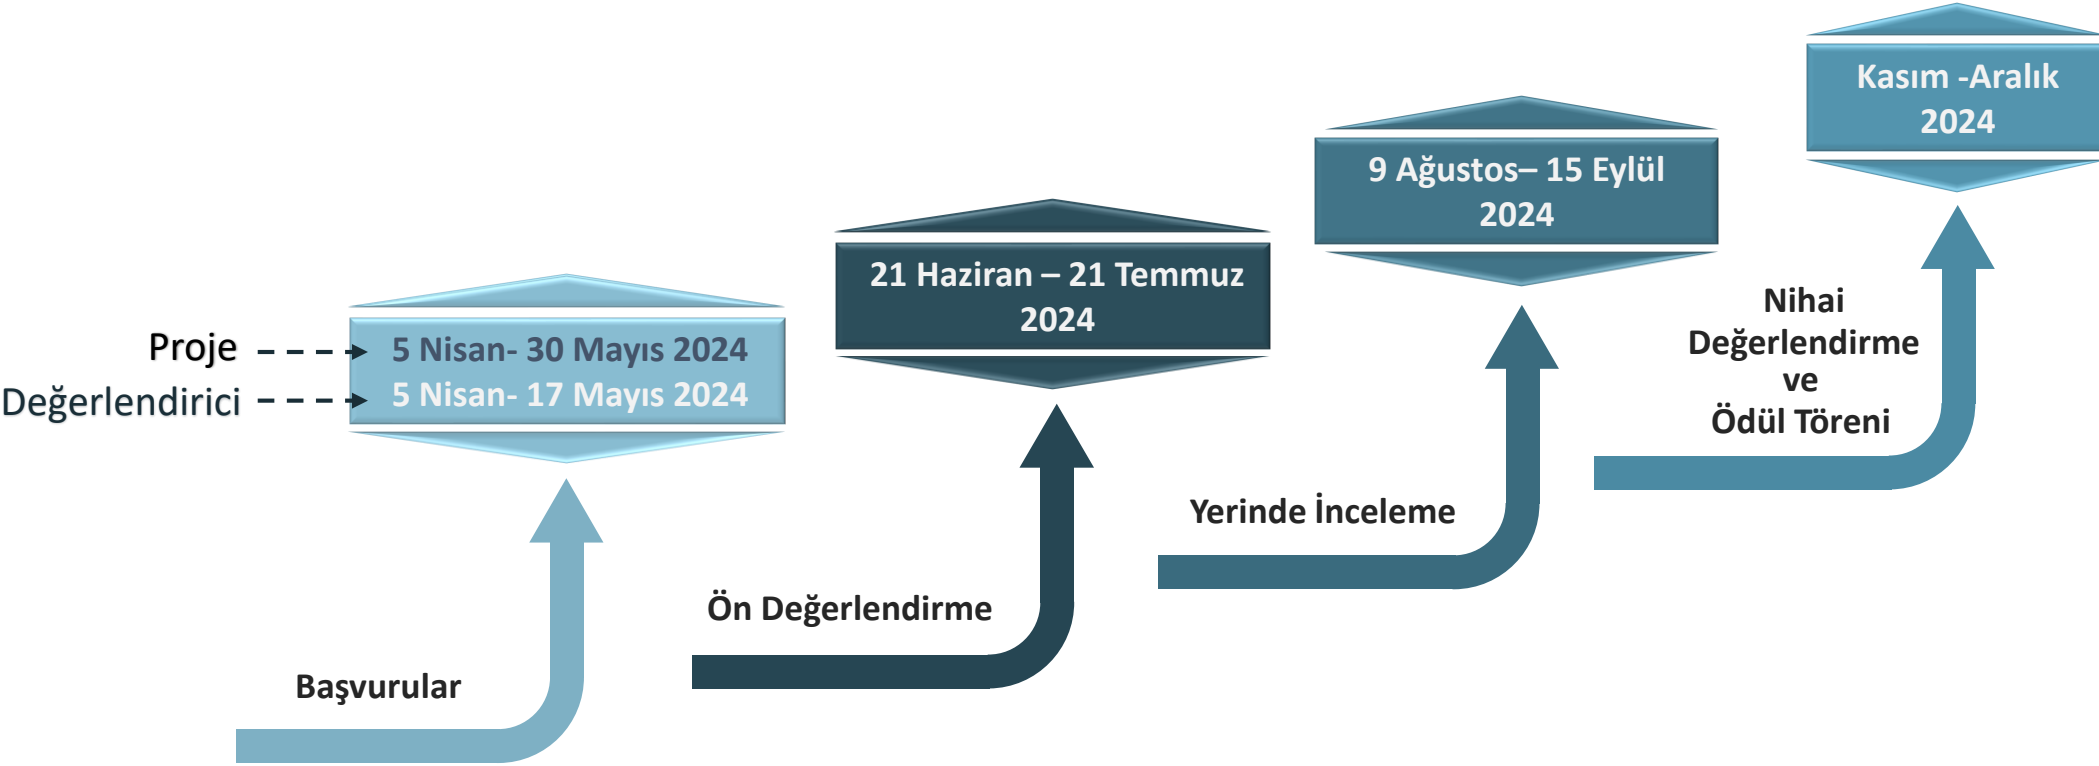 Kasım -Aralık
2024
9 Ağustos– 15 Eylül
2024
21 Haziran – 21 Temmuz
2024
Proje
5 Nisan- 30 Mayıs 2024
Değerlendirici
5 Nisan- 17 Mayıs 2024
Nihai
Değerlendirme
ve
Ödül Töreni
Yerinde İnceleme
Ön Değerlendirme
Başvurular